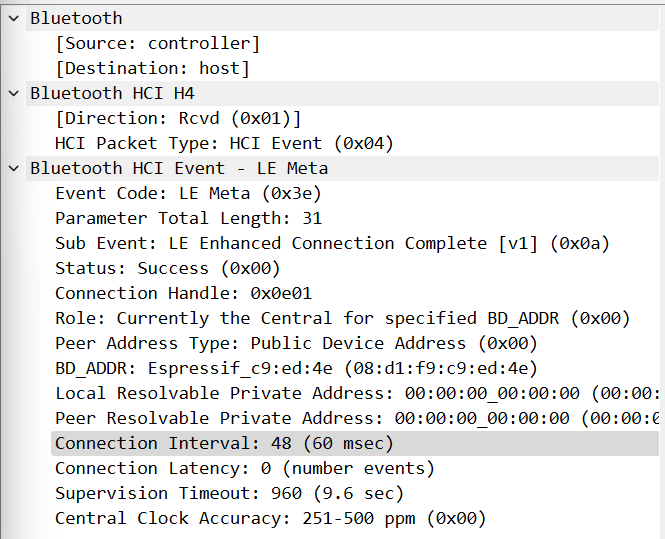 Bluetooth
[Source: controller]
[Destination: host]
Bluetooth HCI H4
[Direction: Rcvd (0x01)]
HCI Packet Type: HCI Event (0x04)
Bluetooth HCI Event - LE Meta
Event Code: LE Meta (0x3e)
Parameter Total Length: 31
Sub Event: LE Enhanced Connection Complete [v1] (0x0a)
Status: Success (0x00)
Connection Handle: 0x0e01
Role: Currently the Central for specified BD_ADDR (0x00)
Peer Address Type: Public Device Address (0x00)
BD_ADDR: Espressif_c9:ed:4e (08:d1:f9:c9:ed:4e)
Local Resolvable Private Address: 00:00:00_00:00:00 (00:00:
Peer Resolvable Private Address: 00:00:00_00:00:00 (00:00:0
Connection Interval: 48 (60 msec)
Connection Latency: 0 (number events)
Supervision Timeout: 960 (9.6 sec)
Central Clock Accuracy: 251-500 ppm (0x00)